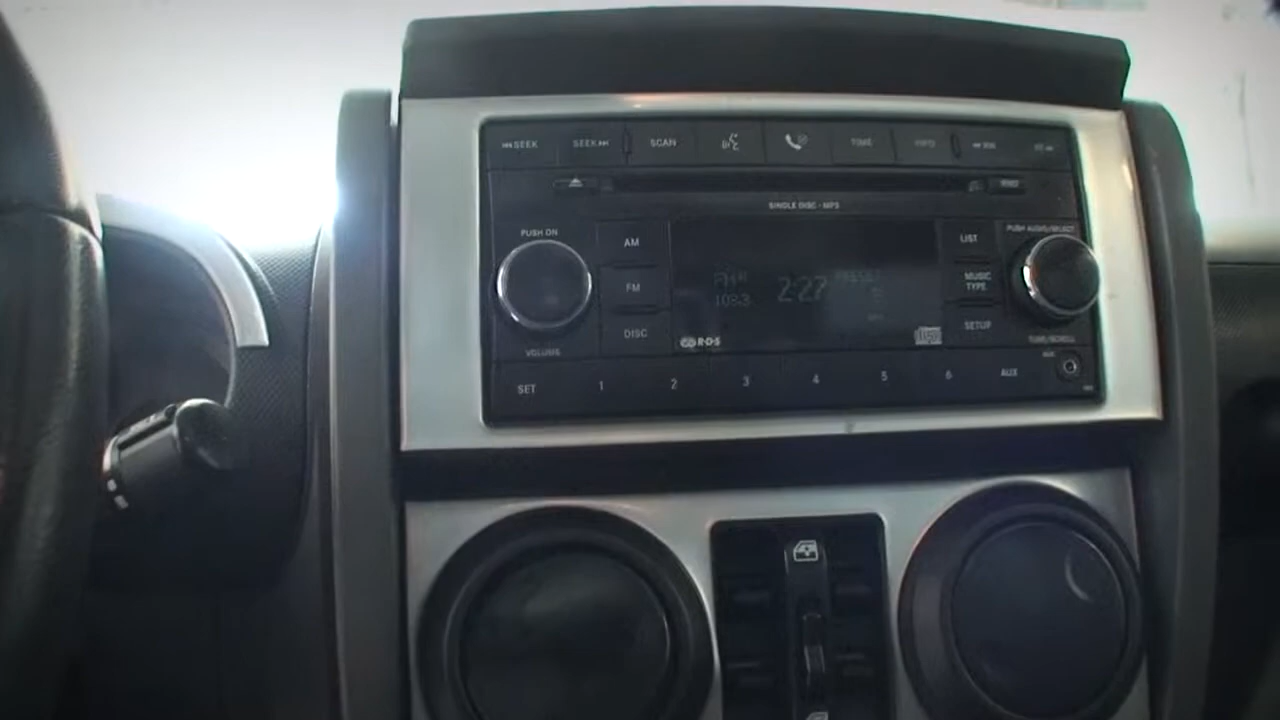 SEEK SEEK SCAN TIME INFO
SINGLE DISC - MP3
PUSH ON
PUSH AUDIO/SELECT
AM
LIST
FM
MUSIC
TYPE
2:27
DISC
SETUP
R·D·S
VOLUME
TUNE/SCROLL
SET 1 2 3 4 5 6 AUX